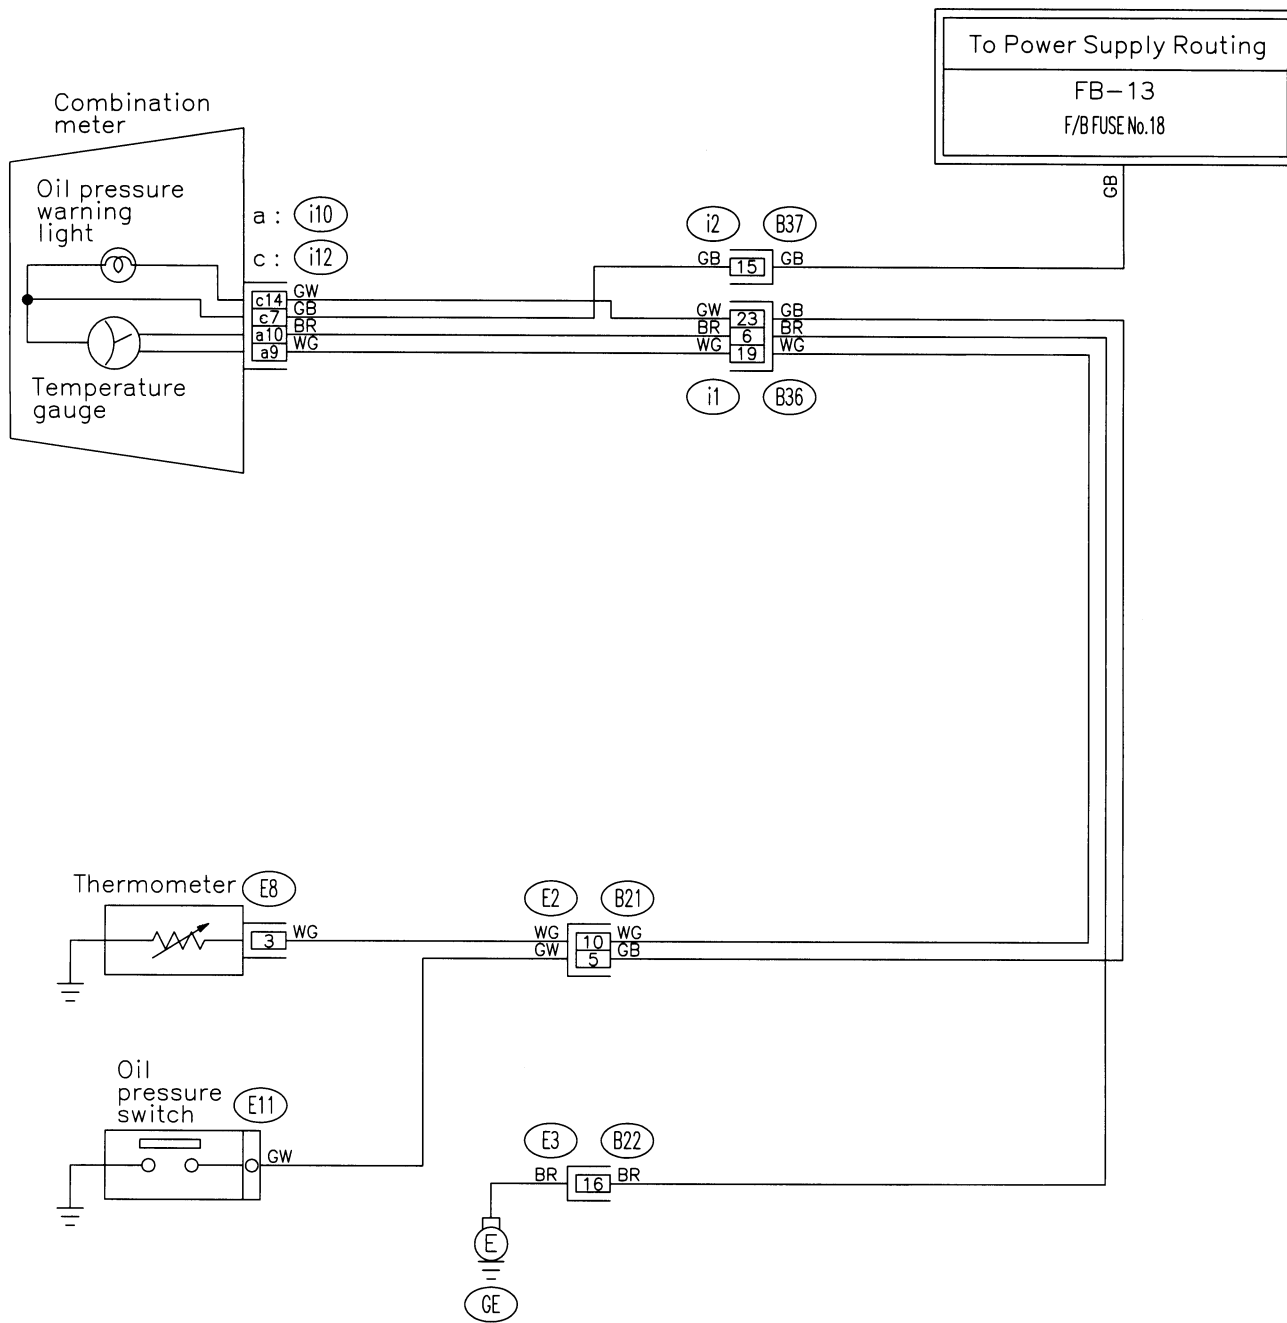 To Power Supply Routing
FB-13
F/B FUSE No.18
GB
Combination
meter
Oil pressure
warning
light
a : i10
c : i12
i2 B37
GB 15 GB
c14 GW
c7 GB
a10 BR
a9 WG
GW 23 GB
BR 6 BR
WG 19 WG
i1 B36
Temperature
gauge
Thermometer E8
3 WG
E2 B21
WG 10 WG
GW 5 GB
Oil
pressure
switch E11
GW
E3 B22
BR 16 BR
E
GE